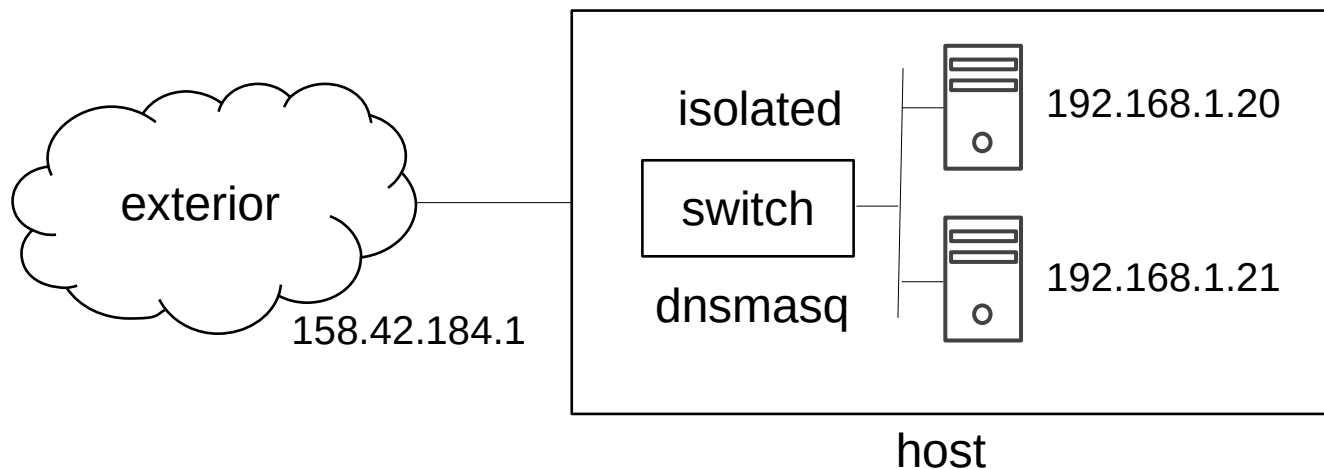 exterior
158.42.184.1
isolated
switch
dnsmasq
192.168.1.20
192.168.1.21
host